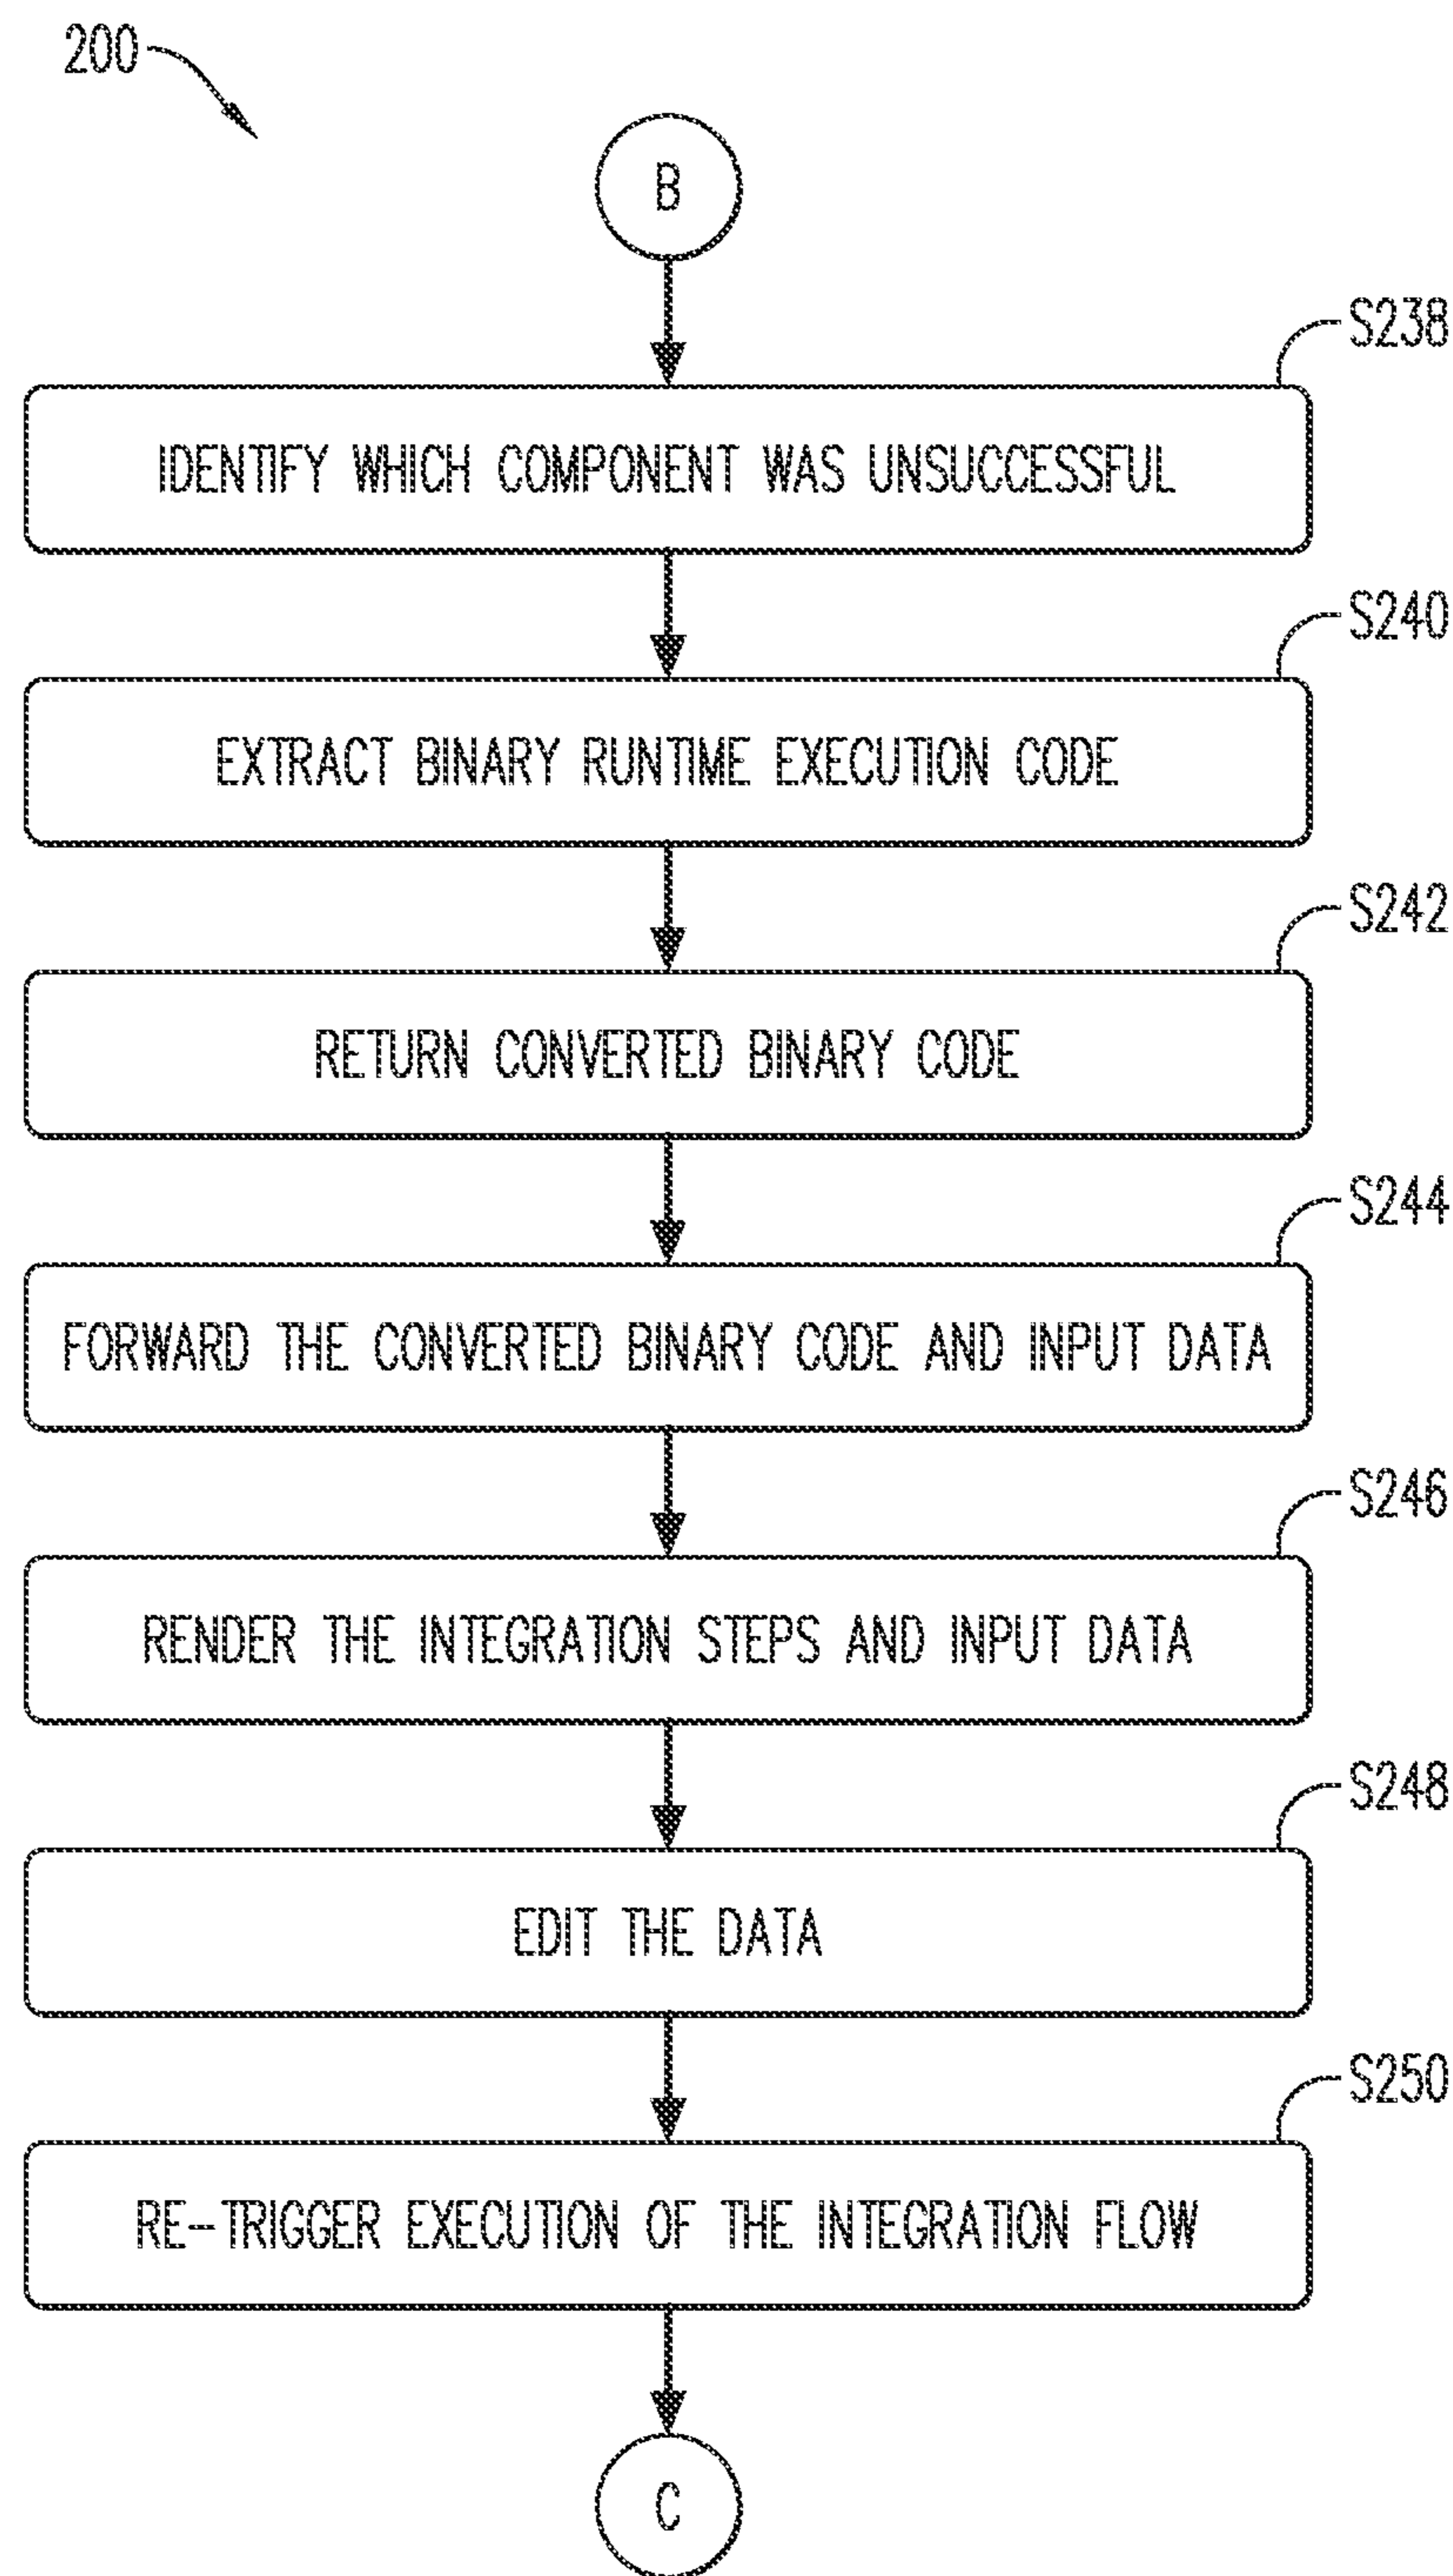 200
B
S238
IDENTIFY WHICH COMPONENT WAS UNSUCCESSFUL
S240
EXTRACT BINARY RUNTIME EXECUTION CODE
S242
RETURN CONVERTED BINARY CODE
S244
FORWARD THE CONVERTED BINARY CODE AND INPUT DATA
S246
RENDER THE INTEGRATION STEPS AND INPUT DATA
S248
EDIT THE DATA
S250
RE-TRIGGER EXECUTION OF THE INTEGRATION FLOW
C